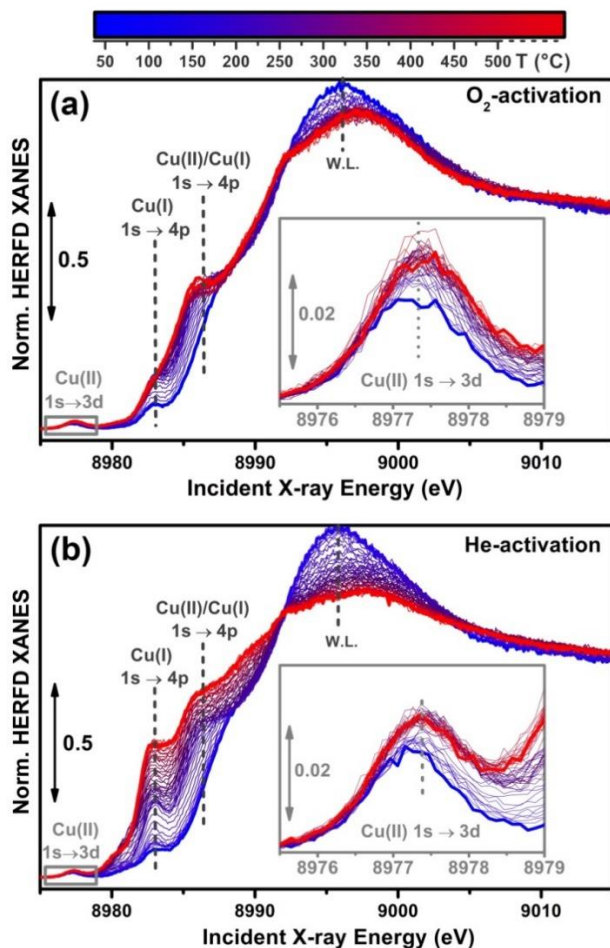 50 100 150 200 250 300 350 400 450 500 T (°C)
(a)
O₂-activation
Cu(II)/Cu(I)
1s → 4p
Cu(I)
1s → 4p
W.L.
0.5
Cu(II)
1s→3d
0.02
Cu(II) 1s → 3d
8976 8977 8978 8979
Norm. HERFD XANES
8980 8990 9000 9010
Incident X-ray Energy (eV)
(b)
He-activation
Cu(II)/Cu(I)
1s → 4p
Cu(I)
1s → 4p
W.L.
0.5
Cu(II)
1s→3d
0.02
Cu(II) 1s → 3d
8976 8977 8978 8979
Norm. HERFD XANES
8980 8990 9000 9010
Incident X-ray Energy (eV)